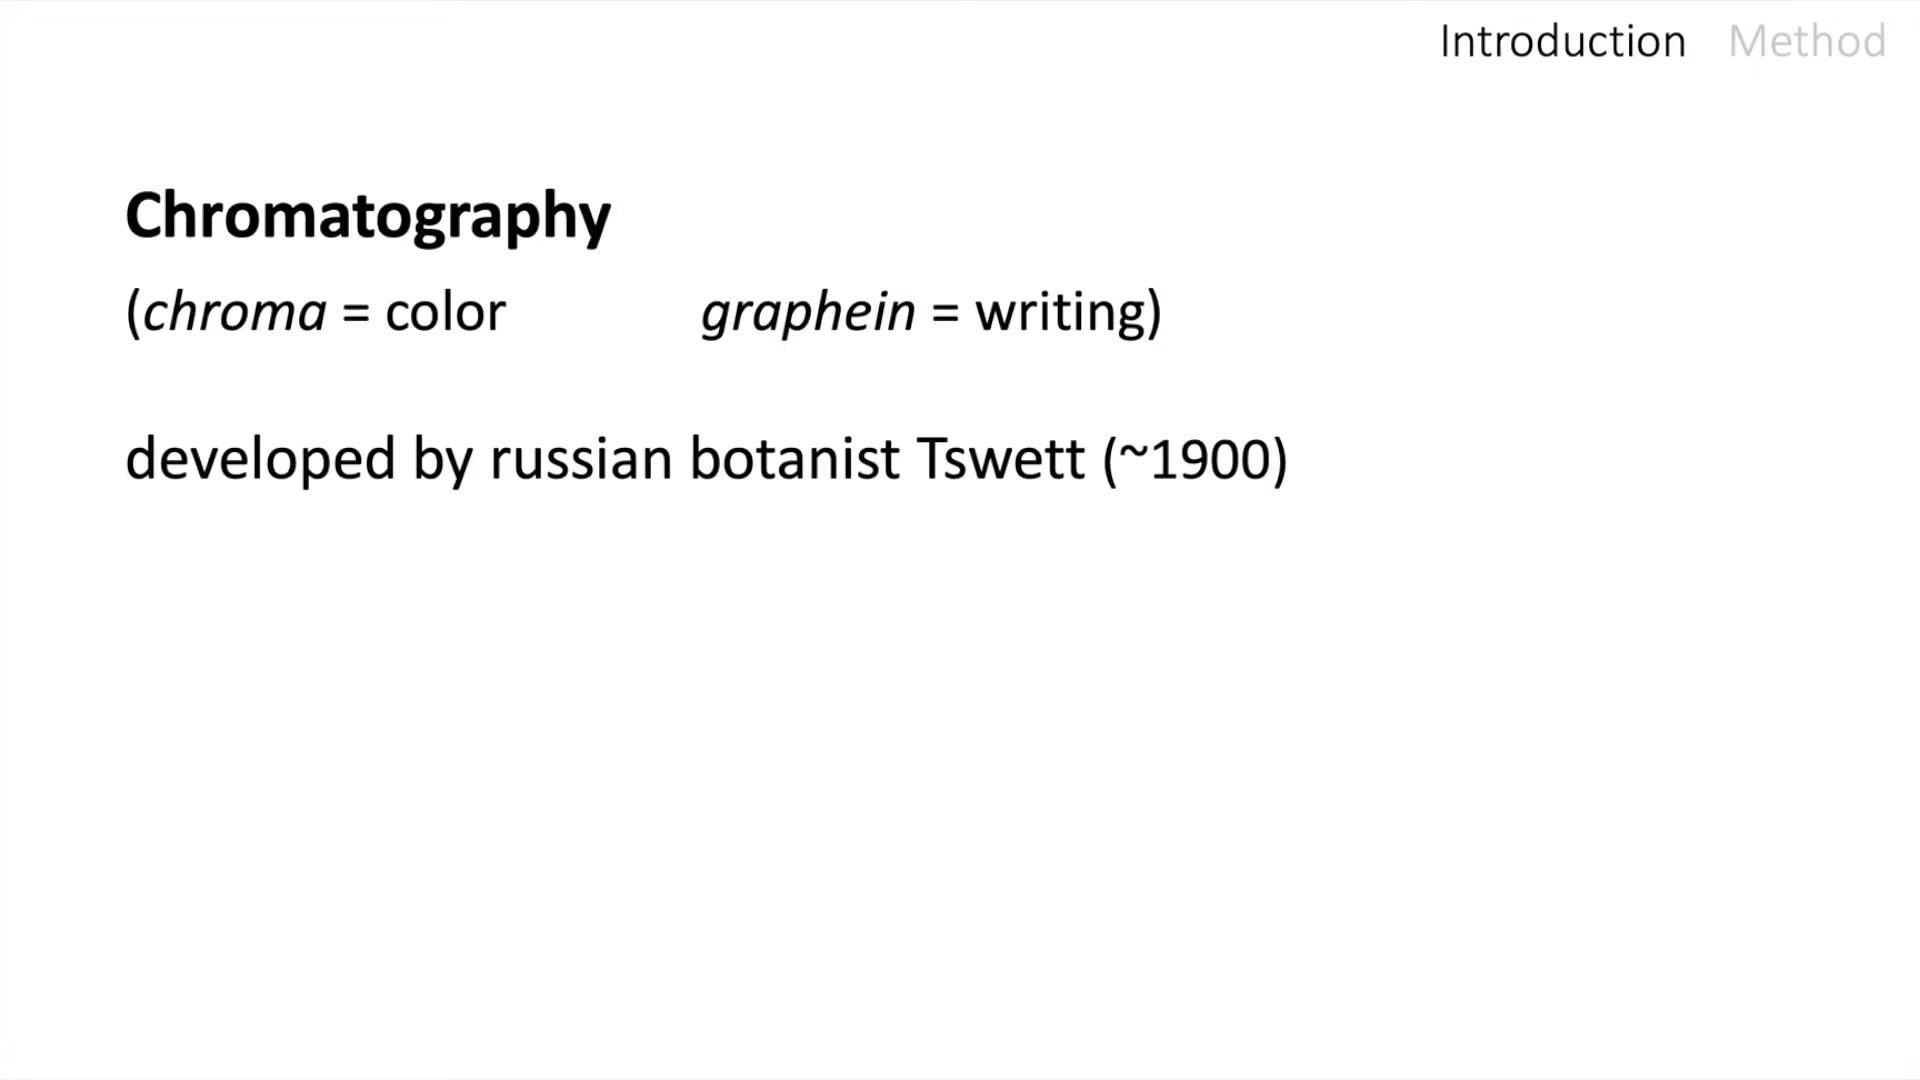 Introduction Method
Chromatography
(chroma = color graphein = writing)
developed by russian botanist Tswett (~1900)